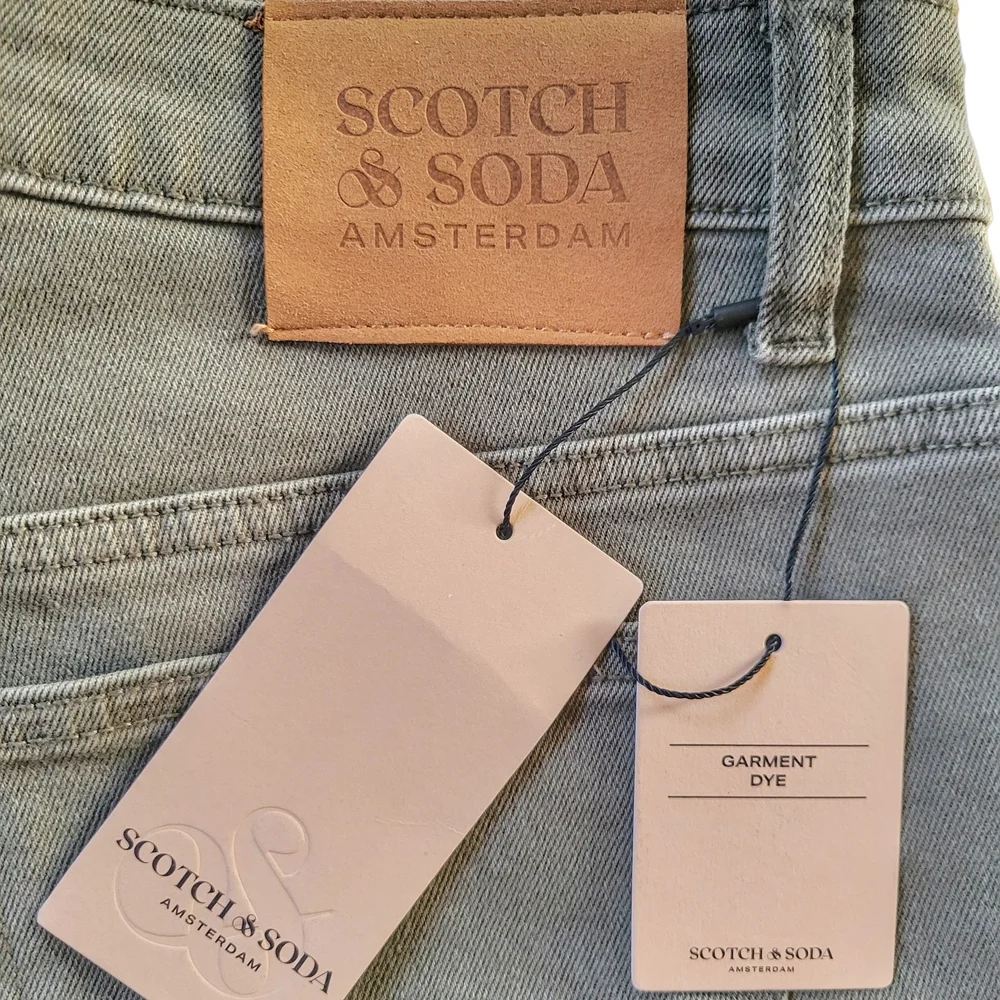 SCOTCH
& SODA
AMSTERDAM
SCOTCH & SODA
AMSTERDAM
GARMENT
DYE
SCOTCH & SODA
AMSTERDAM